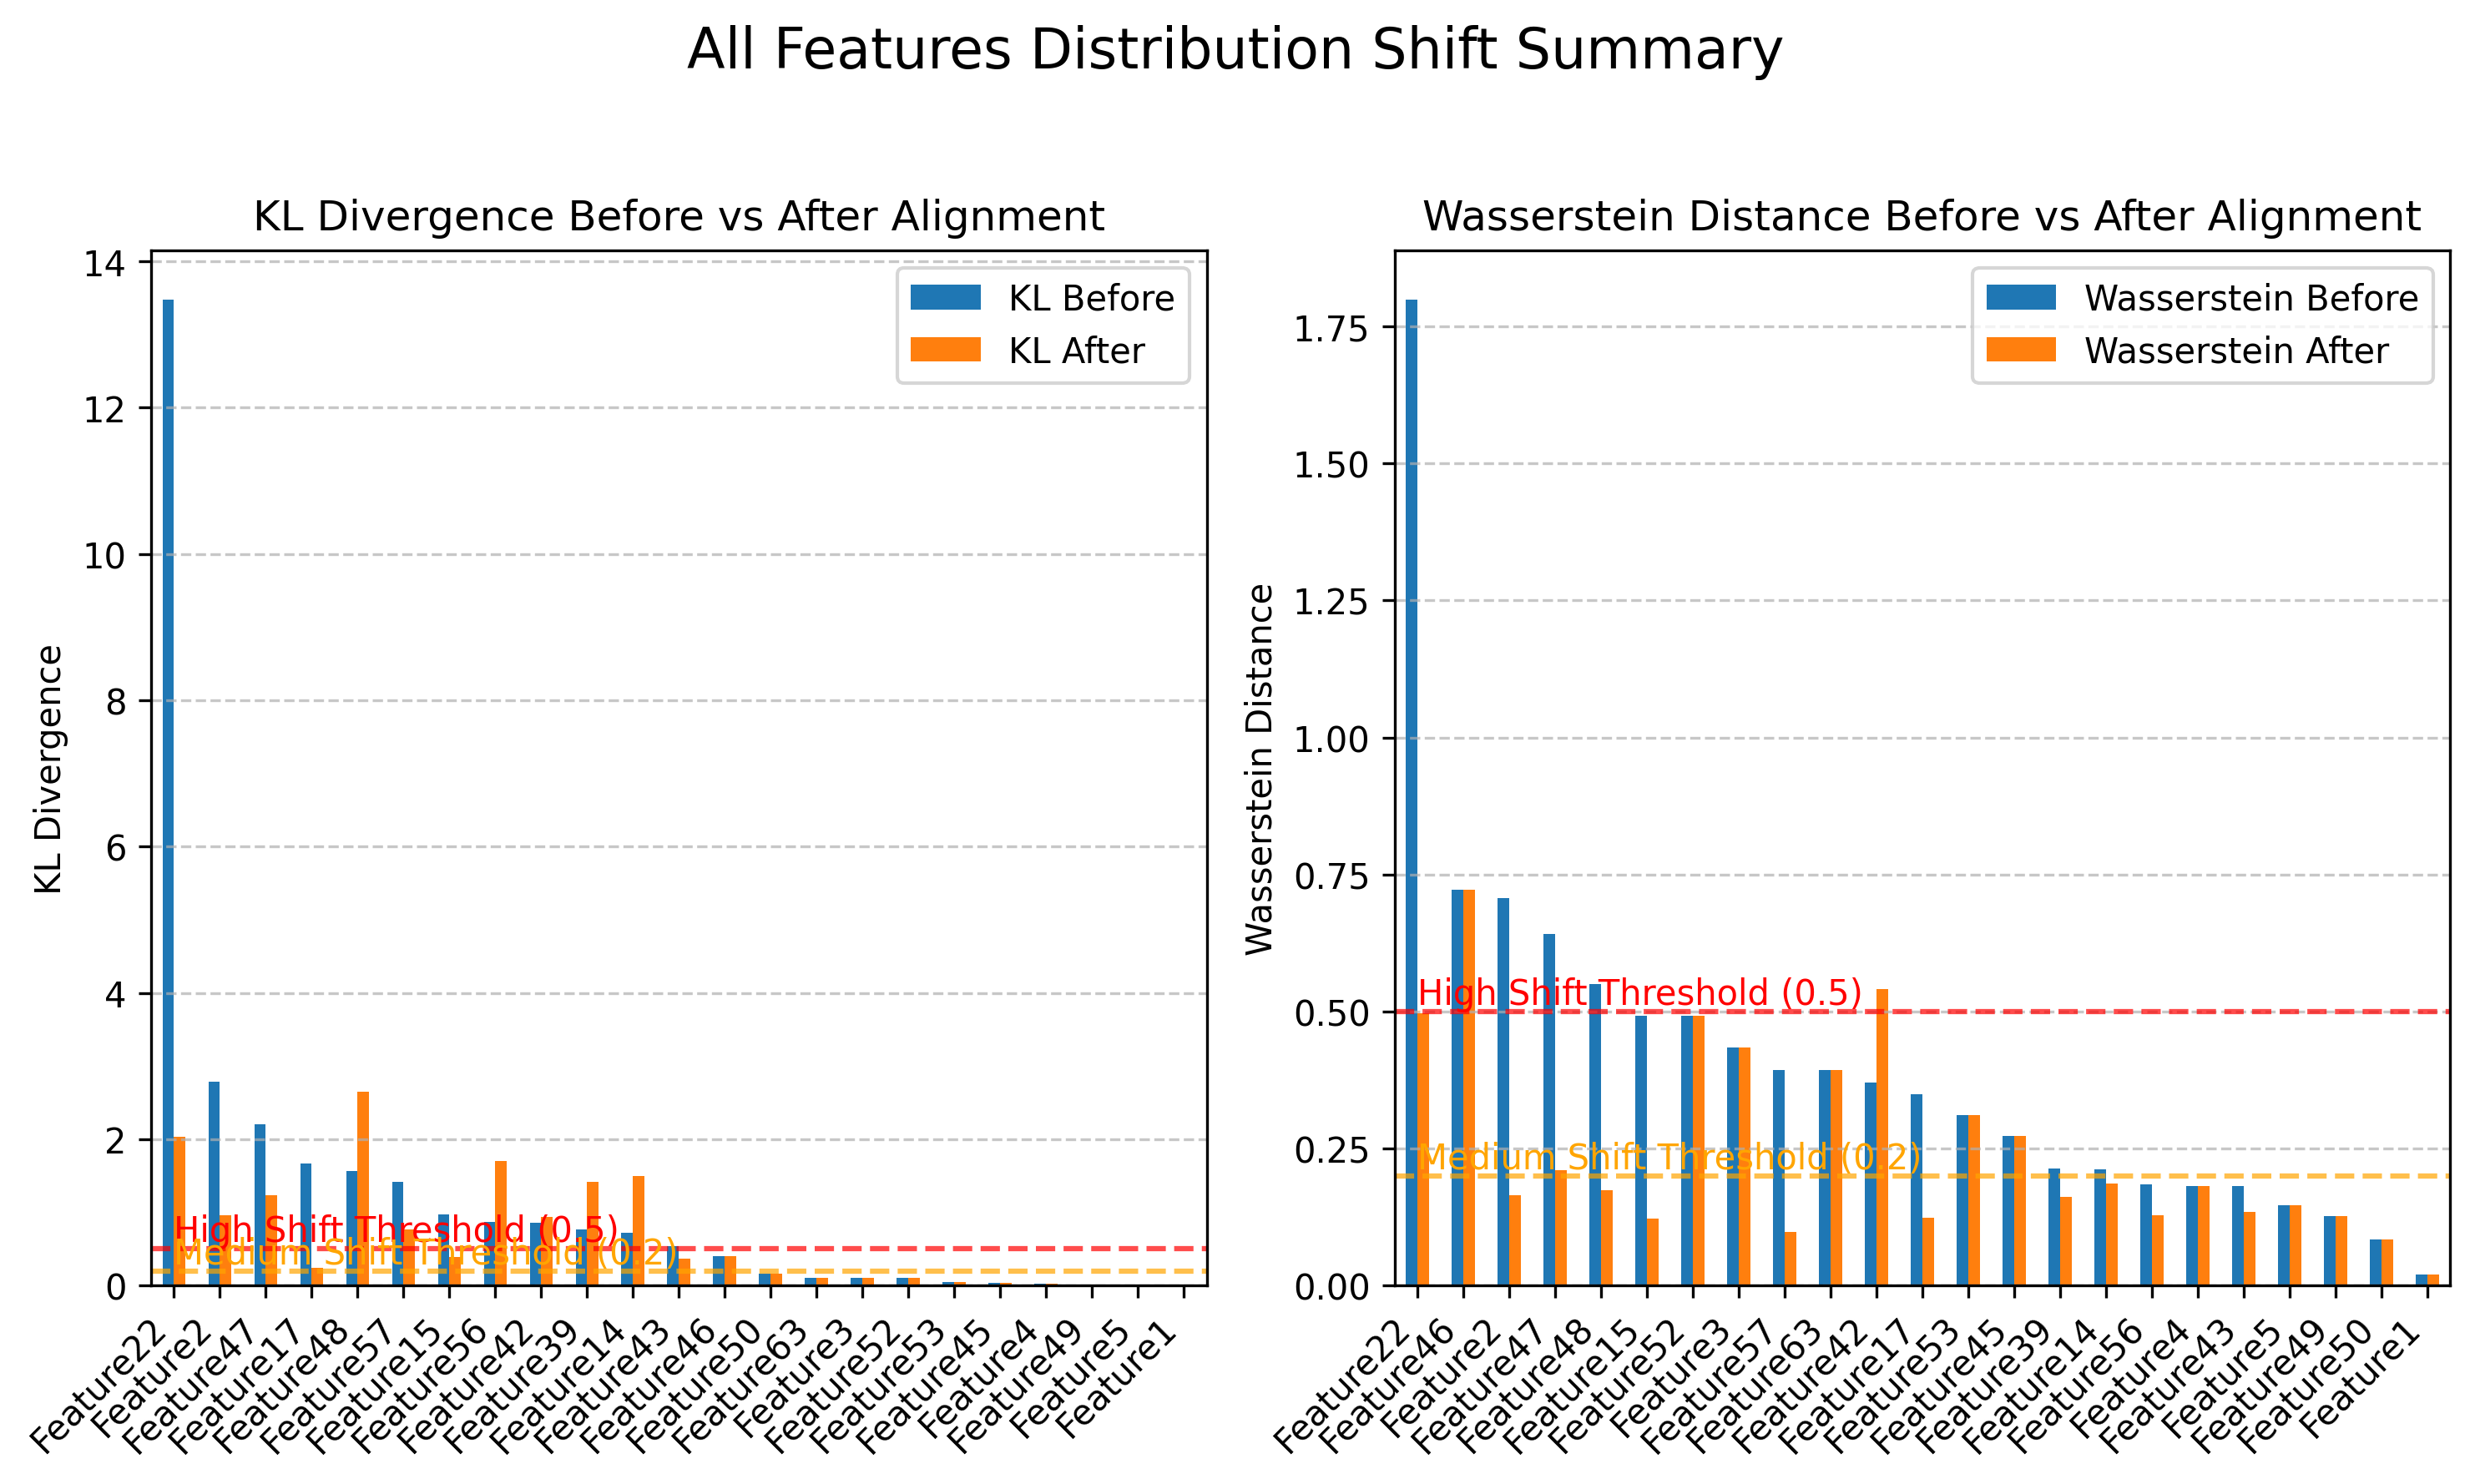 All Features Distribution Shift Summary
KL Divergence Before vs After Alignment
KL Divergence
14
12
10
8
6
4
2
0
KL Before
KL After
High Shift Threshold (0.5)
Medium Shift Threshold (0.2)
Feature22
Feature2
Feature47
Feature17
Feature48
Feature57
Feature15
Feature56
Feature42
Feature39
Feature14
Feature43
Feature46
Feature50
Feature63
Feature3
Feature52
Feature53
Feature45
Feature4
Feature49
Feature5
Feature1
Wasserstein Distance Before vs After Alignment
Wasserstein Distance
1.75
1.50
1.25
1.00
0.75
0.50
0.25
0.00
Wasserstein Before
Wasserstein After
High Shift Threshold (0.5)
Medium Shift Threshold (0.2)
Feature22
Feature46
Feature2
Feature47
Feature48
Feature15
Feature52
Feature3
Feature57
Feature63
Feature42
Feature17
Feature53
Feature45
Feature39
Feature14
Feature56
Feature4
Feature43
Feature5
Feature49
Feature50
Feature1